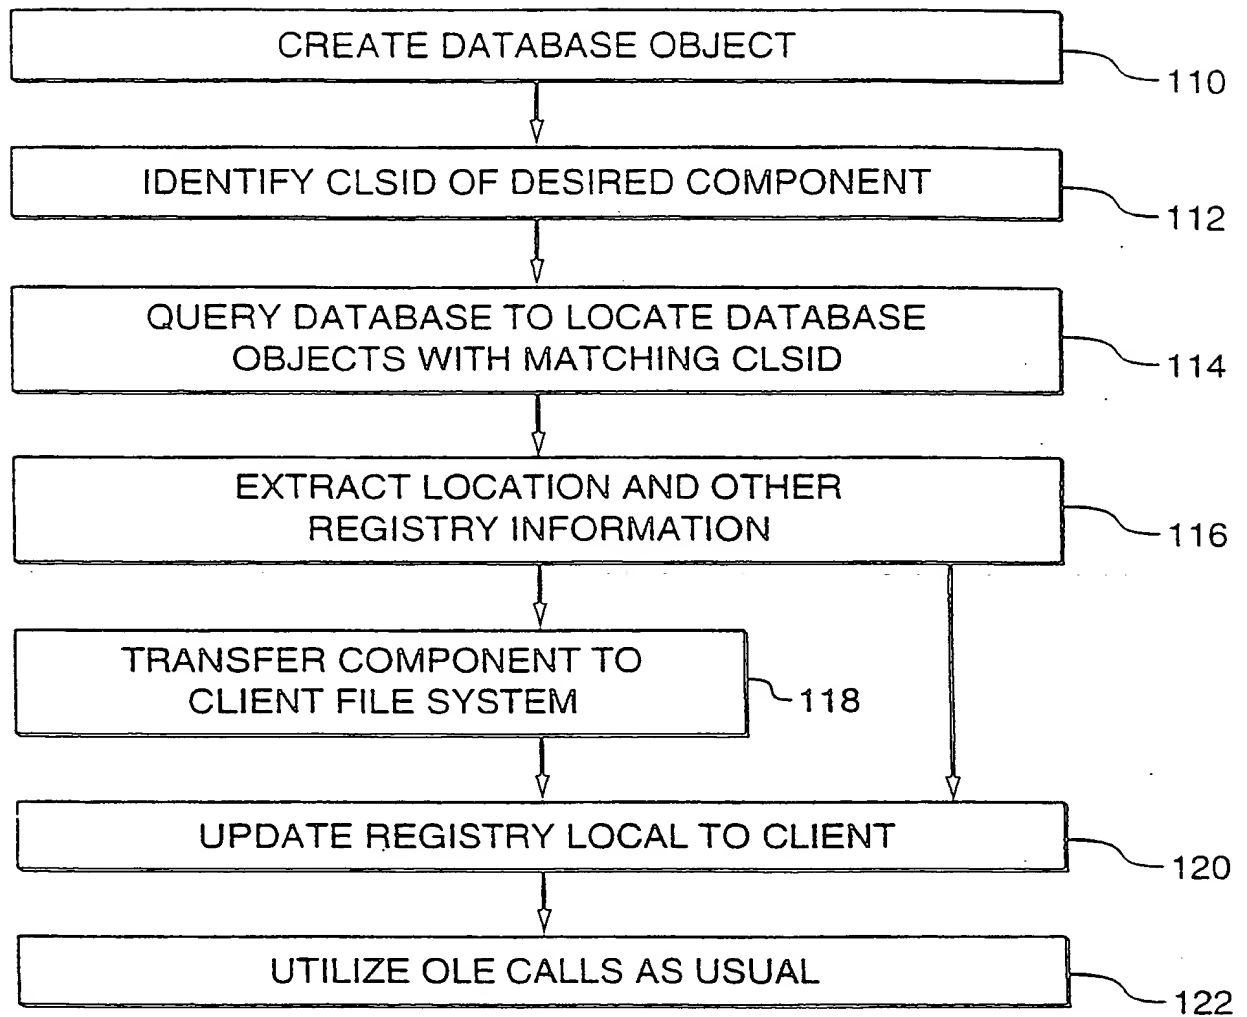 CREATE DATABASE OBJECT
110
IDENTIFY CLSID OF DESIRED COMPONENT
112
QUERY DATABASE TO LOCATE DATABASE
OBJECTS WITH MATCHING CLSID
114
EXTRACT LOCATION AND OTHER
REGISTRY INFORMATION
116
TRANSFER COMPONENT TO
CLIENT FILE SYSTEM
118
UPDATE REGISTRY LOCAL TO CLIENT
120
UTILIZE OLE CALLS AS USUAL
122